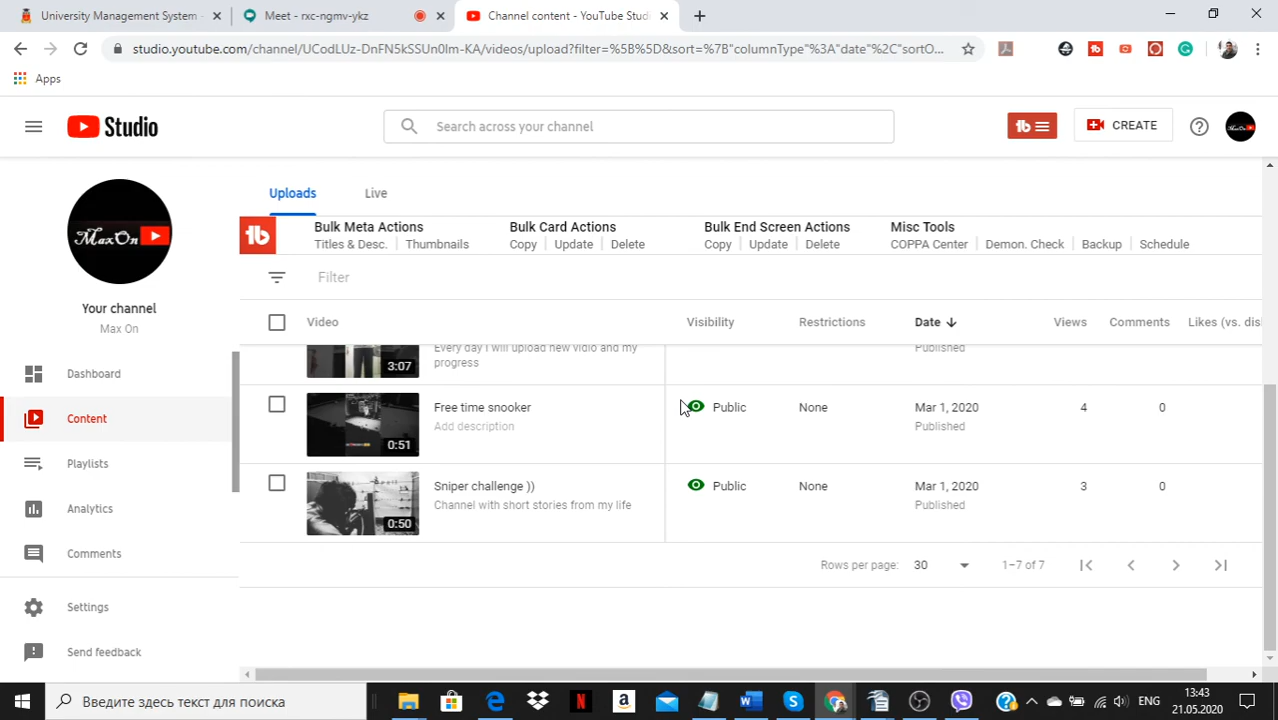 University Management System -
Meet - rxc-ngmv-ykz
Channel content - YouTube Stud
studio.youtube.com/channel/UCodLUz-DnFN5kSSUn0lm-KA/videos/upload?filter=%5B%5D&sort=%7B"columnType"%3A"date"%2C"sortO...
Apps
Studio
Search across your channel
tb
CREATE
MaxOn
MaxOn
Your channel
Max On
Dashboard
Content
Playlists
Analytics
Comments
Settings
Send feedback
Uploads
Live
tb
Bulk Meta Actions
Titles & Desc. | Thumbnails
Bulk Card Actions
Copy | Update | Delete
Bulk End Screen Actions
Copy | Update | Delete
Misc Tools
COPPA Center | Demon. Check | Backup | Schedule
Filter
Video
Visibility
Restrictions
Date
Views
Comments
Likes (vs. dis
3:07
Every day I will upload new vidio and my
progress
Published
0:51
Free time snooker
Add description
Public
None
Mar 1, 2020
Published
4
0
0:50
Sniper challenge ))
Channel with short stories from my life
Public
None
Mar 1, 2020
Published
3
0
Rows per page:
30
1–7 of 7
Введите здесь текст для поиска
ENG
13:43
21.05.2020